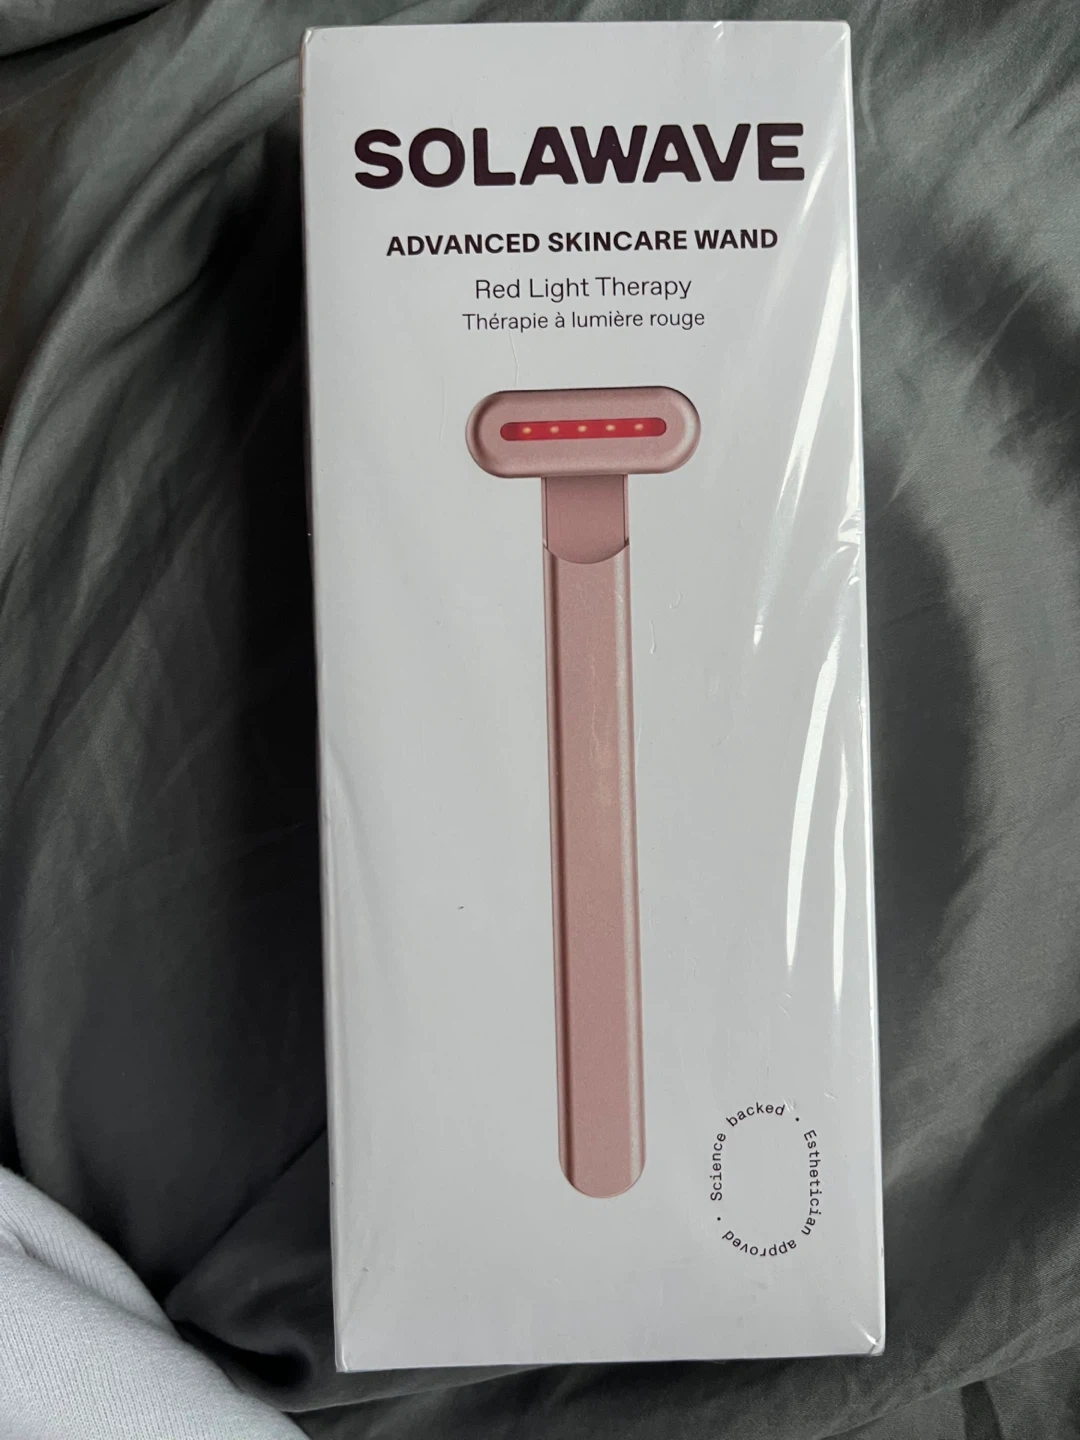 SOLAWAVE
ADVANCED SKINCARE WAND
Red Light Therapy
Thérapie à lumière rouge
Science backed • Esthetician approved •